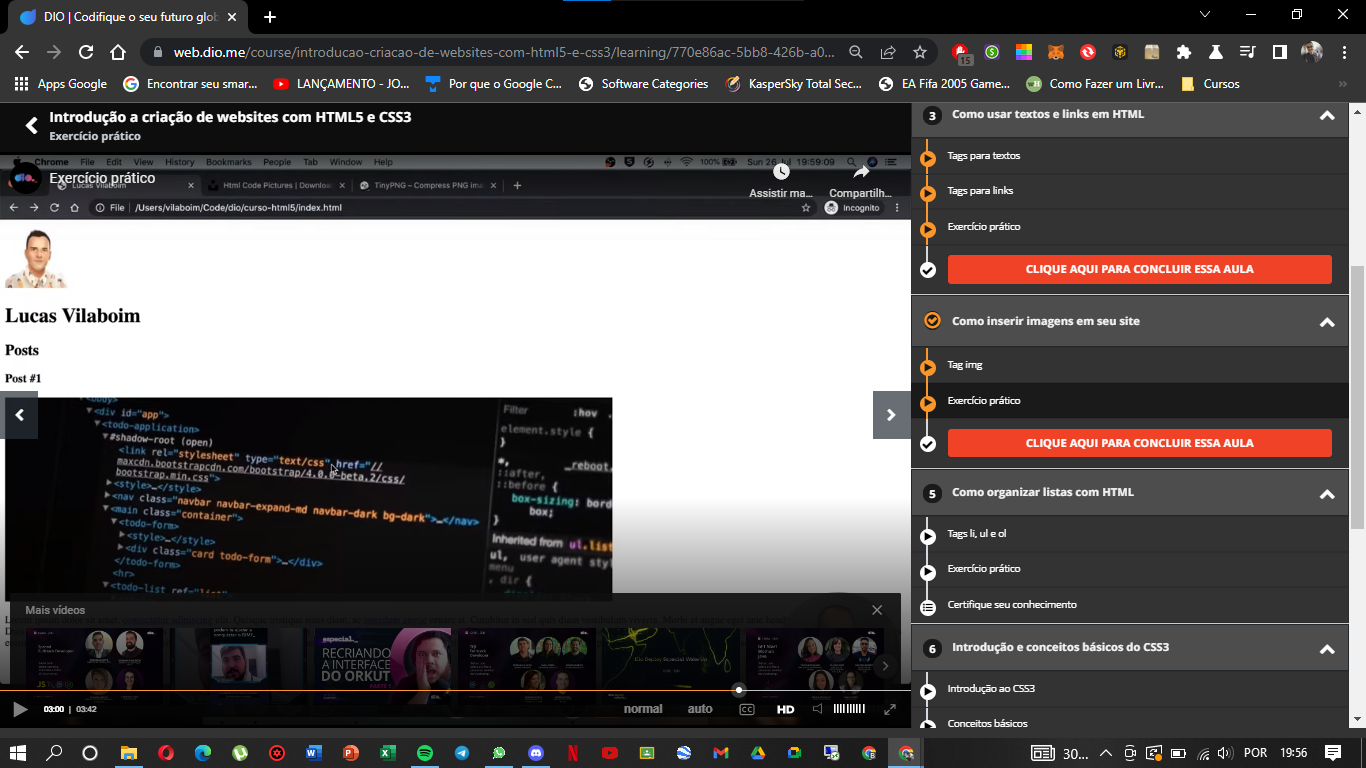 DIO | Codifique o seu futuro glob
web.dio.me/course/introducao-criacao-de-websites-com-html5-e-css3/learning/770e86ac-5bb8-426b-a0...
15
Apps Google
Encontrar seu smar...
LANÇAMENTO - JO...
Por que o Google C...
Software Categories
KasperSky Total Sec...
EA Fifa 2005 Game...
Como Fazer um Livr...
Cursos
Introdução a criação de websites com HTML5 e CSS3
Exercício prático
Chrome File Edit View History Bookmarks People Tab Window Help
100%
Sun 26 Jul 19:59:09
dio.
Exercício prático
Lucas Vilaboim
Html Code Pictures | Download
TinyPNG – Compress PNG im
Assistir ma...
Compartilh...
File | /Users/vilaboim/Code/dio/curso-html5/index.html
Incognito
Lucas Vilaboim
Posts
Post #1
<body>
<div id="app">
<todo-application>
#shadow-root (open)
<link rel="stylesheet" type="text/css" href="//
maxcdn.bootstrapcdn.com/bootstrap/4.0.0-beta.2/css/
bootstrap.min.css">
<style>…</style>
<nav class="navbar navbar-expand-md navbar-dark bg-dark">…</nav>
<main class="container">
<todo-form>
<style>…</style>
<div class="card todo-form">…</div>
</todo-form>
<hr>
<todo-list ref="list">
Filter
:hov
element.style {
}
*, _reboot.
::after,
::before {
box-sizing: bord
box;
}
Inherited from ul.list
ul, user agent sty
menu
, dir {
Mais vídeos
especial_
RECRIANDO
A INTERFACE
DO ORKUT
03:00 | 03:42
normal
auto
CC
HD
3
Como usar textos e links em HTML
Tags para textos
Tags para links
Exercício prático
CLIQUE AQUI PARA CONCLUIR ESSA AULA
Como inserir imagens em seu site
Tag img
Exercício prático
CLIQUE AQUI PARA CONCLUIR ESSA AULA
5
Como organizar listas com HTML
Tags li, ul e ol
Exercício prático
Certifique seu conhecimento
6
Introdução e conceitos básicos do CSS3
Introdução ao CSS3
Conceitos básicos
30...
POR
19:56